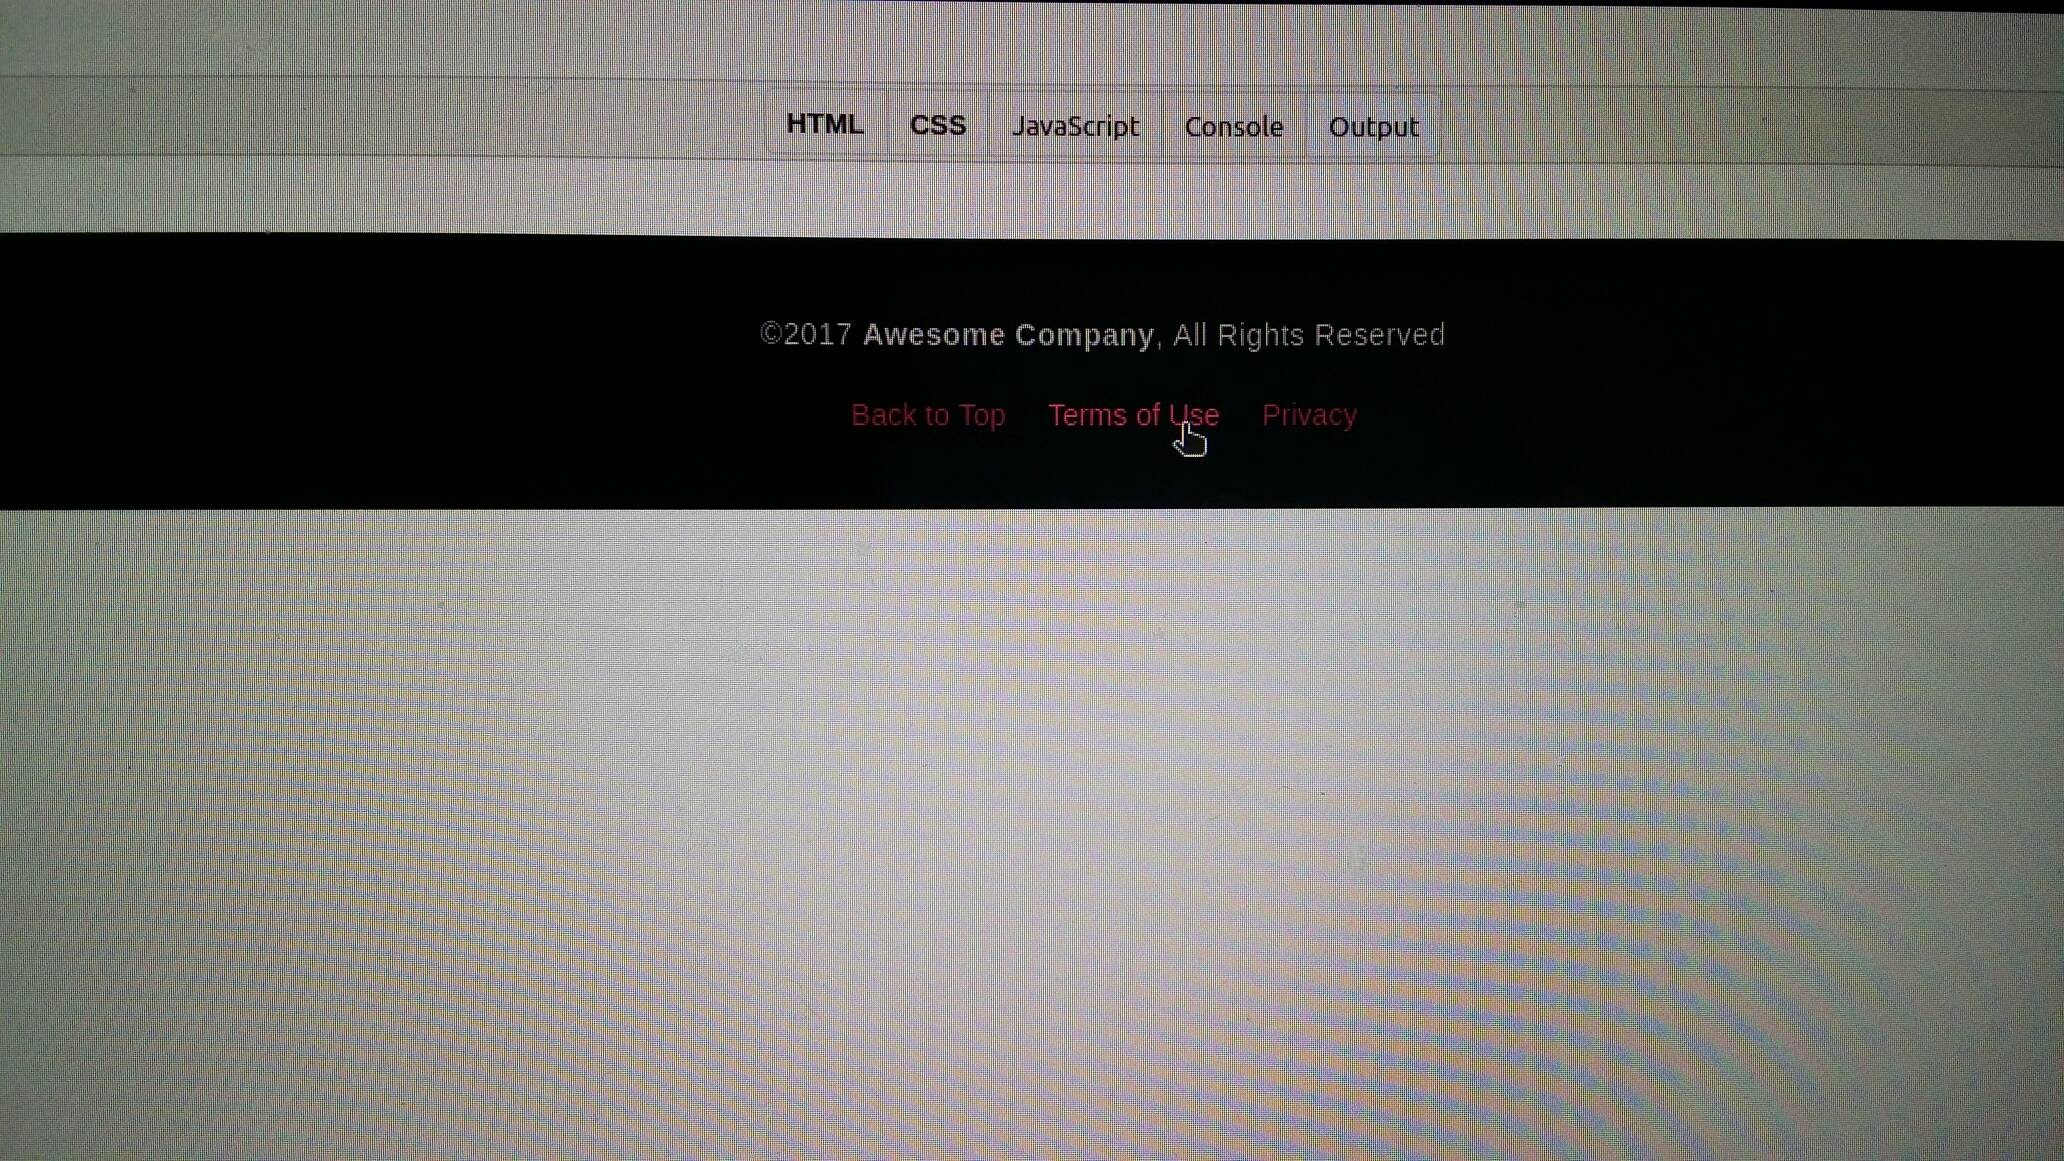 HTML CSS JavaScript Console Output
©2017 Awesome Company, All Rights Reserved
Back to Top Terms of Use Privacy